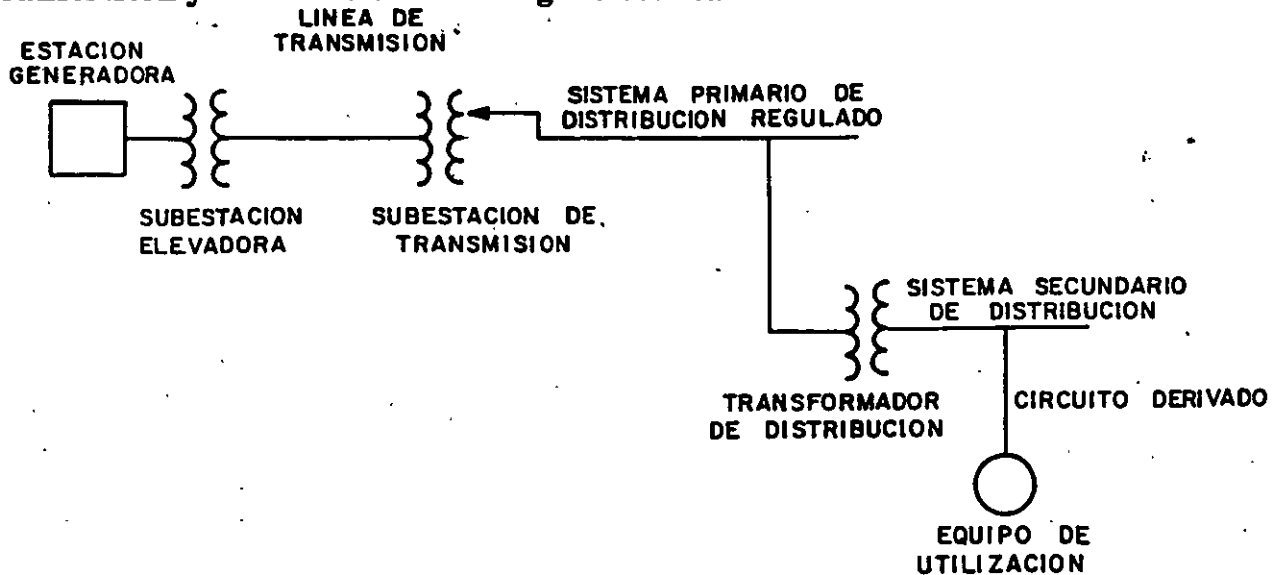 LINEA DE
TRANSMISION
ESTACION
GENERADORA
SISTEMA PRIMARIO DE
DISTRIBUCION REGULADO
SUBESTACION
ELEVADORA
SUBESTACION DE
TRANSMISIÓN
SISTEMA SECUNDARIO
DE DISTRIBUCION
TRANSFORMADOR
DE DISTRIBUCION
CIRCUITO DERIVADO
EQUIPO DE
UTILIZACION